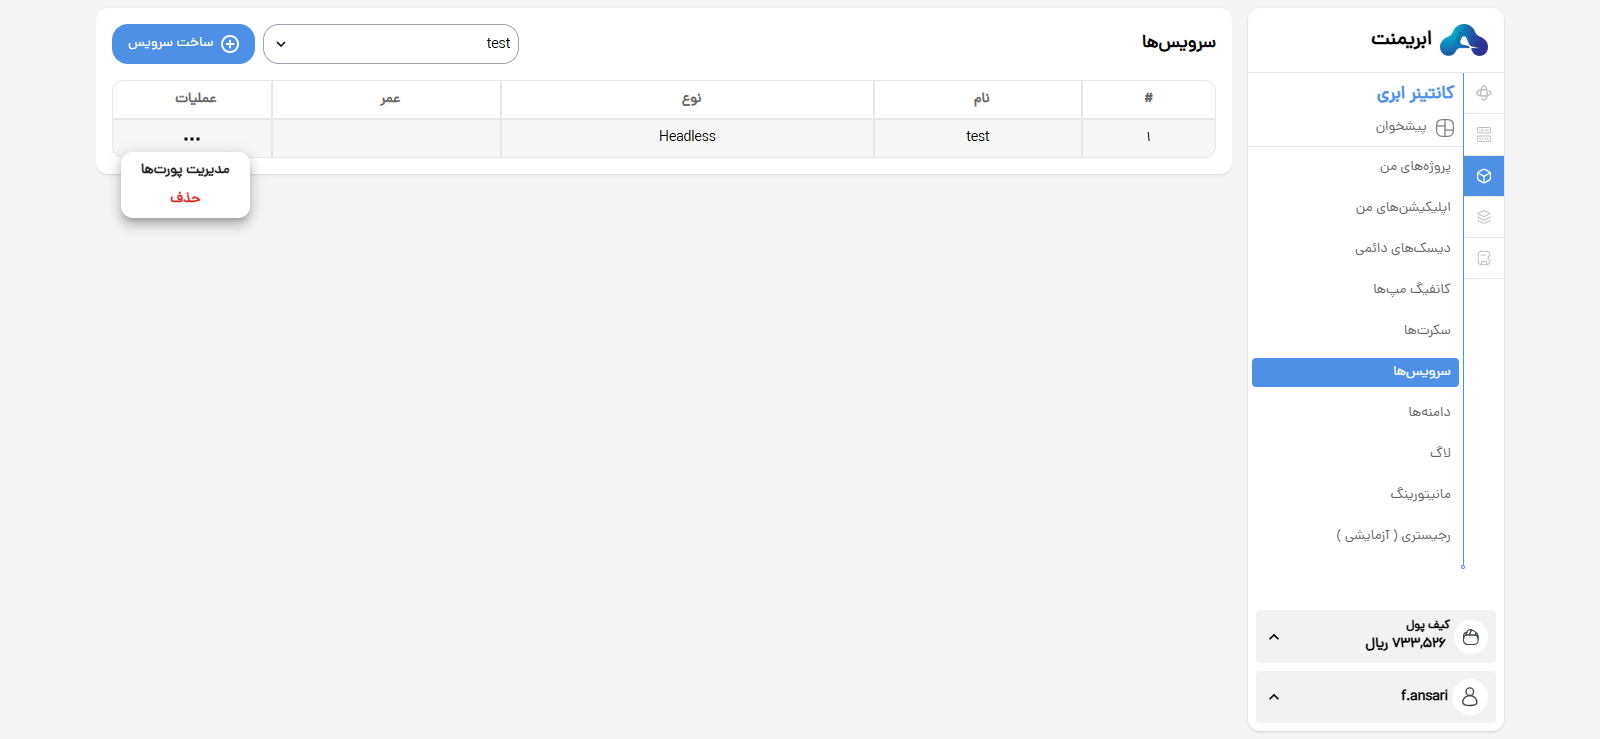 ابریمنت
کانتینر ابری
پیشخوان
پروژه‌های من
اپلیکیشن‌های من
دیسک‌های دائمی
کانفیگ مپ‌ها
سکرت‌ها
سرویس‌ها
دامنه‌ها
لاگ
مانیتورینگ
رجیستری ( آزمایشی )
کیف پول
۷۳۳,۵۲۶ ریال
f.ansari
سرویس‌ها
test
ساخت سرویس
# نام نوع عمر عملیات
۱ test Headless ...
مدیریت پورت‌ها
حذف